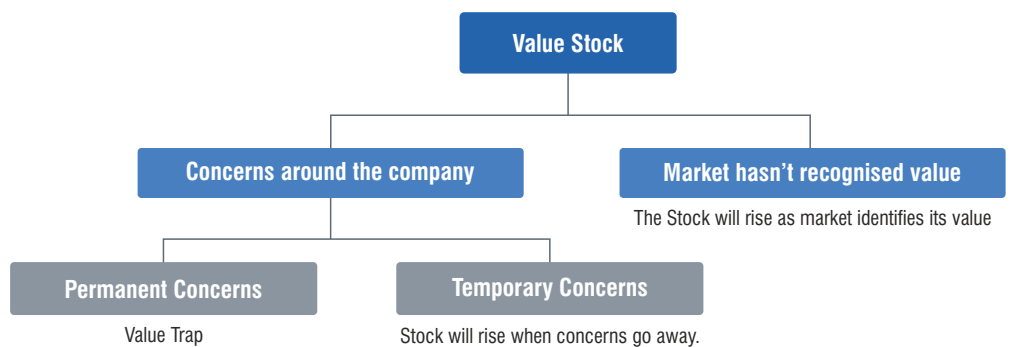 Value Stock
Concerns around the company
Market hasn’t recognised value
The Stock will rise as market identifies its value
Permanent Concerns
Temporary Concerns
Value Trap
Stock will rise when concerns go away.